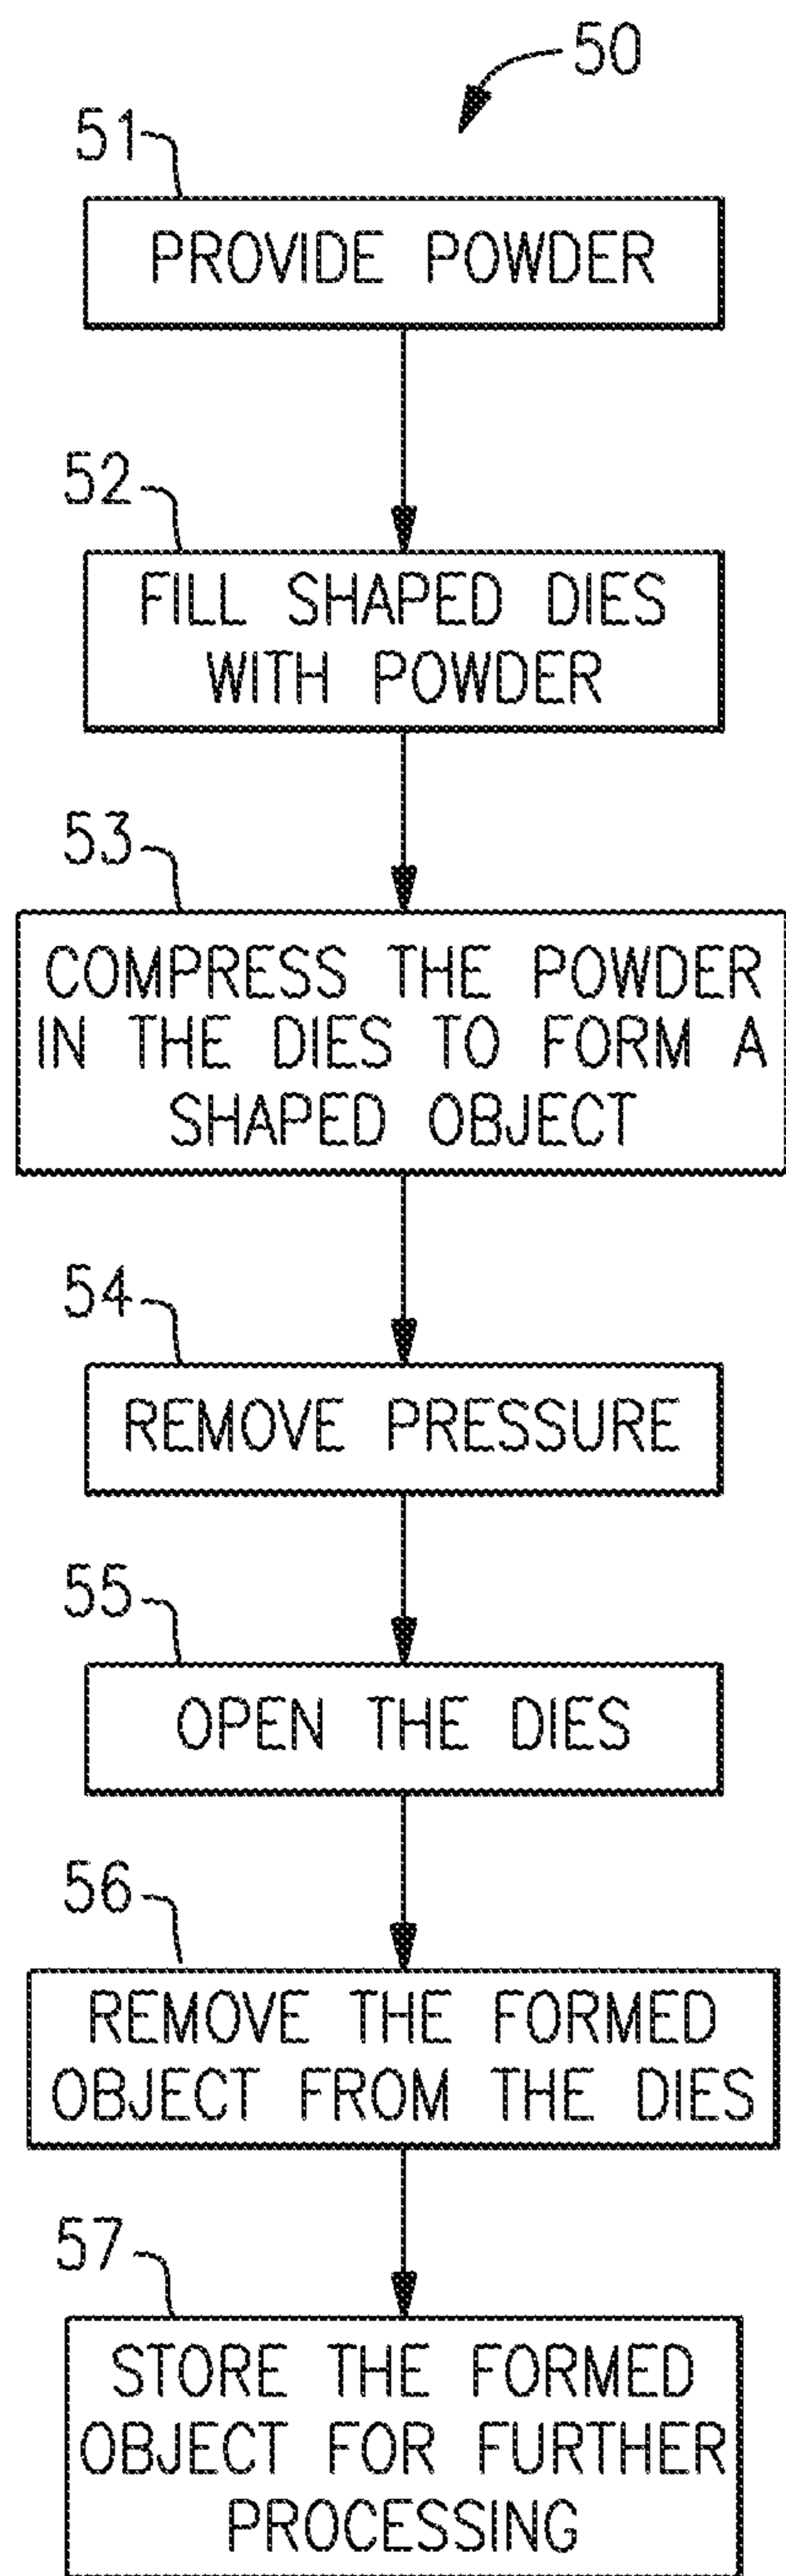 50
51
PROVIDE POWDER
52
FILL SHAPED DIES
WITH POWDER
53
COMPRESS THE POWDER
IN THE DIES TO FORM A
SHAPED OBJECT
54
REMOVE PRESSURE
55
OPEN THE DIES
56
REMOVE THE FORMED
OBJECT FROM THE DIES
57
STORE THE FORMED
OBJECT FOR FURTHER
PROCESSING